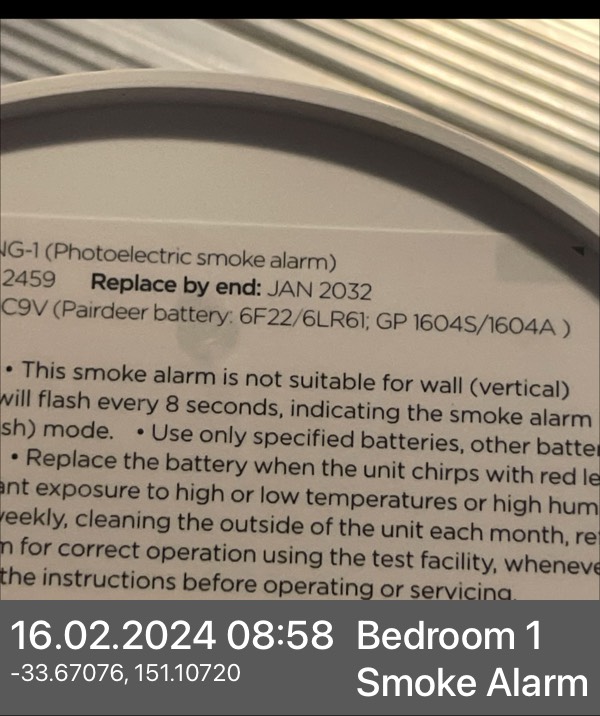 NG-1 (Photoelectric smoke alarm)
2459 Replace by end: JAN 2032
C9V (Pairdeer battery: 6F22/6LR61; GP 1604S/1604A )
• This smoke alarm is not suitable for wall (vertical)
will flash every 8 seconds, indicating the smoke alarm
sh) mode. • Use only specified batteries, other batte
• Replace the battery when the unit chirps with red le
ant exposure to high or low temperatures or high hum
veekly, cleaning the outside of the unit each month, re
n for correct operation using the test facility, wheneve
the instructions before operating or servicing.
16.02.2024 08:58
-33.67076, 151.10720
Bedroom 1
Smoke Alarm